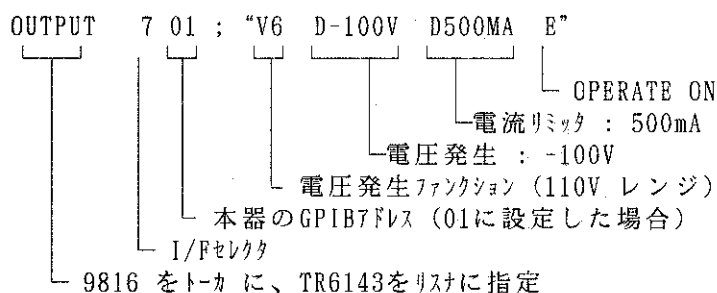 OUTPUT 7 01 ; “V6 D-100V D500MA E”
OPERATE ON
電流ﾘﾐｯﾀ : 500mA
電圧発生 : -100V
電圧発生ﾌｧﾝｸｼｮﾝ (110V レンジ)
本器のGPIBｱﾄﾞﾚｽ (01に設定した場合)
I/Fｾﾚｸﾀ
9816 をﾄｰｶ に、TR6143をﾘｽﾅに指定